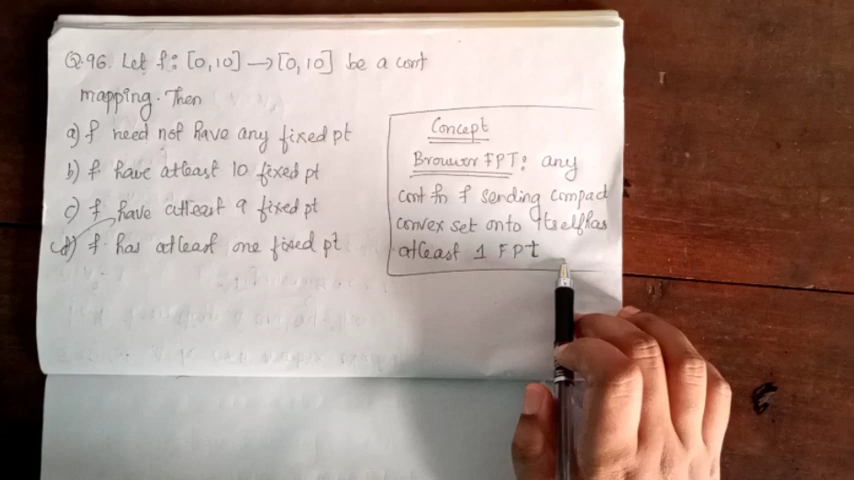 Q.96. Let f: [0,10] → [0,10] be a cont
mapping. Then
a) f need not have any fixed pt
b) f have atleast 10 fixed pt
c) f have atleast 9 fixed pt
d) f has atleast one fixed pt
Concept
Brouwer FPT: any
cont fn f sending compact
convex set onto itself has
atleast 1 FPt